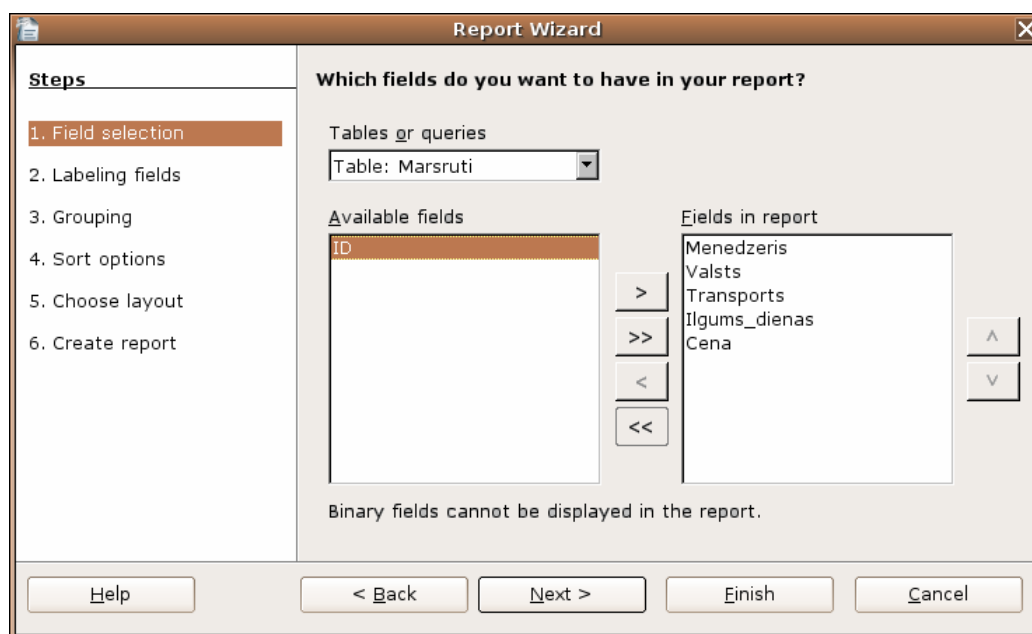 Report Wizard
Steps
1. Field selection
2. Labeling fields
3. Grouping
4. Sort options
5. Choose layout
6. Create report
Which fields do you want to have in your report?
Tables or queries
Table: Marsruti
Available fields
ID
>
>>
<
<<
Fields in report
Menedzeris
Valsts
Transports
Ilgums_dienas
Cena
^
v
Binary fields cannot be displayed in the report.
Help
< Back
Next >
Finish
Cancel